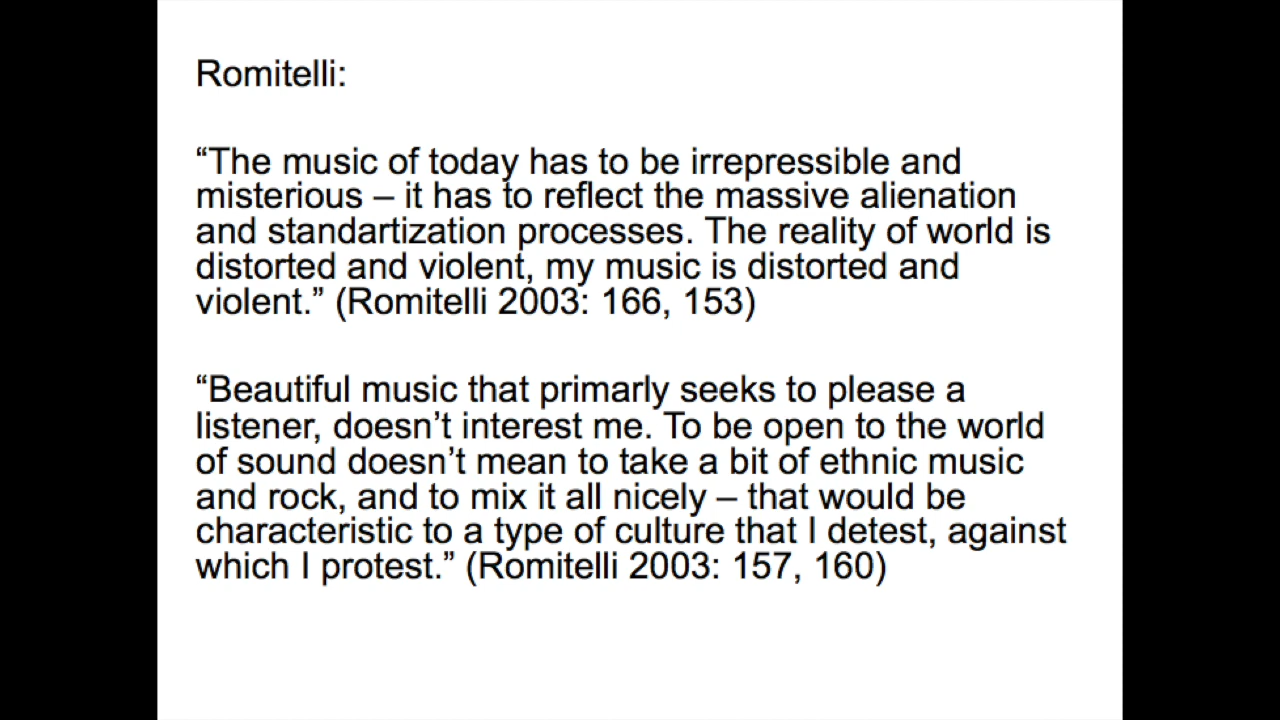 Romitelli:
“The music of today has to be irrepressible and
misterious – it has to reflect the massive alienation
and standartization processes. The reality of world is
distorted and violent, my music is distorted and
violent.” (Romitelli 2003: 166, 153)
“Beautiful music that primarly seeks to please a
listener, doesn’t interest me. To be open to the world
of sound doesn’t mean to take a bit of ethnic music
and rock, and to mix it all nicely – that would be
characteristic to a type of culture that I detest, against
which I protest.” (Romitelli 2003: 157, 160)